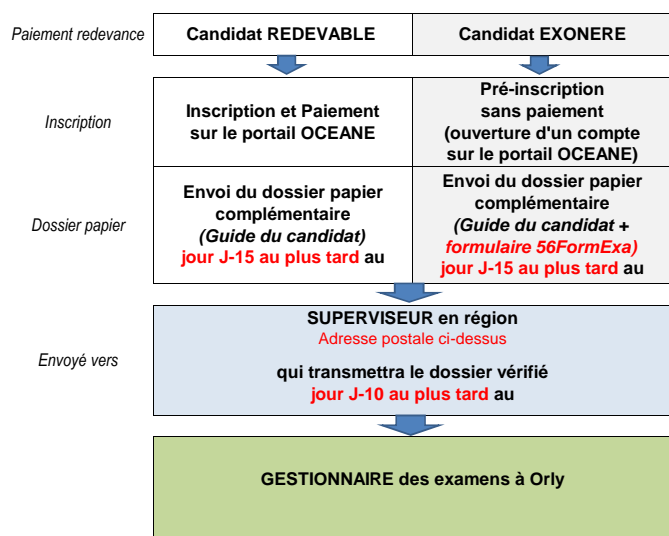 Paiement redevance
Candidat REDEVABLE
Candidat EXONERE
Inscription
Inscription et Paiement
sur le portail OCEANE
Pré-inscription
sans paiement
(ouverture d'un compte
sur le portail OCEANE)
Dossier papier
Envoi du dossier papier
complémentaire
(Guide du candidat)
jour J-15 au plus tard au
Envoi du dossier papier
complémentaire
(Guide du candidat +
formulaire 56FormExa)
jour J-15 au plus tard au
Envoyé vers
SUPERVISEUR en région
Adresse postale ci-dessus
qui transmettra le dossier vérifié
jour J-10 au plus tard au
GESTIONNAIRE des examens à Orly